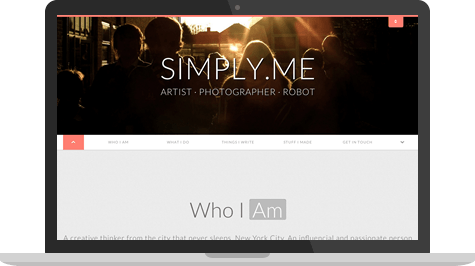 SIMPLY.ME
ARTIST · PHOTOGRAPHER · ROBOT
WHO I AM WHAT I DO THINGS I WRITE STUFF I MADE GET IN TOUCH
Who I Am
A creative thinker from the city that never sleeps, New York City. An influencial and passionate person